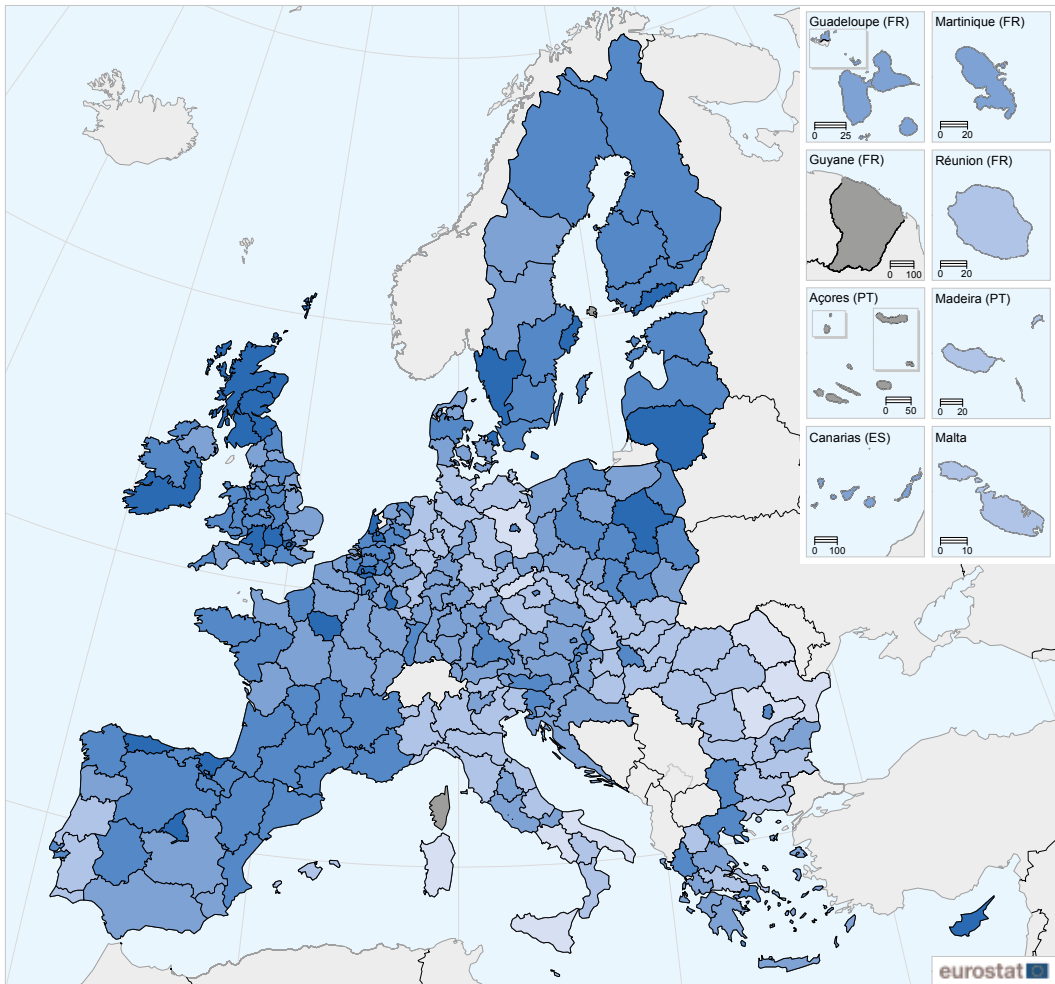 Guadeloupe (FR)
0 25
Martinique (FR)
0 20
Guyane (FR)
0 100
Réunion (FR)
0 20
Açores (PT)
0 50
Madeira (PT)
0 20
Canarias (ES)
0 100
Malta
0 10
eurostat